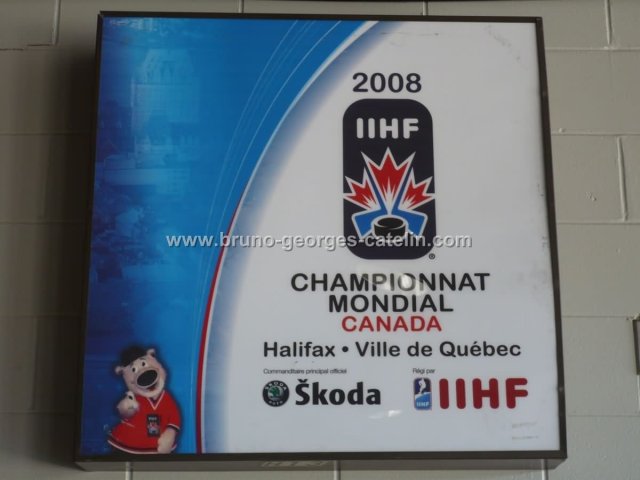 2008
IIHF
®
www.bruno-georges-catelin.com
CHAMPIONNAT
MONDIAL
CANADA
Halifax • Ville de Québec
Commanditaire principal officiel
Régi par
Škoda
IIHF
IIHF